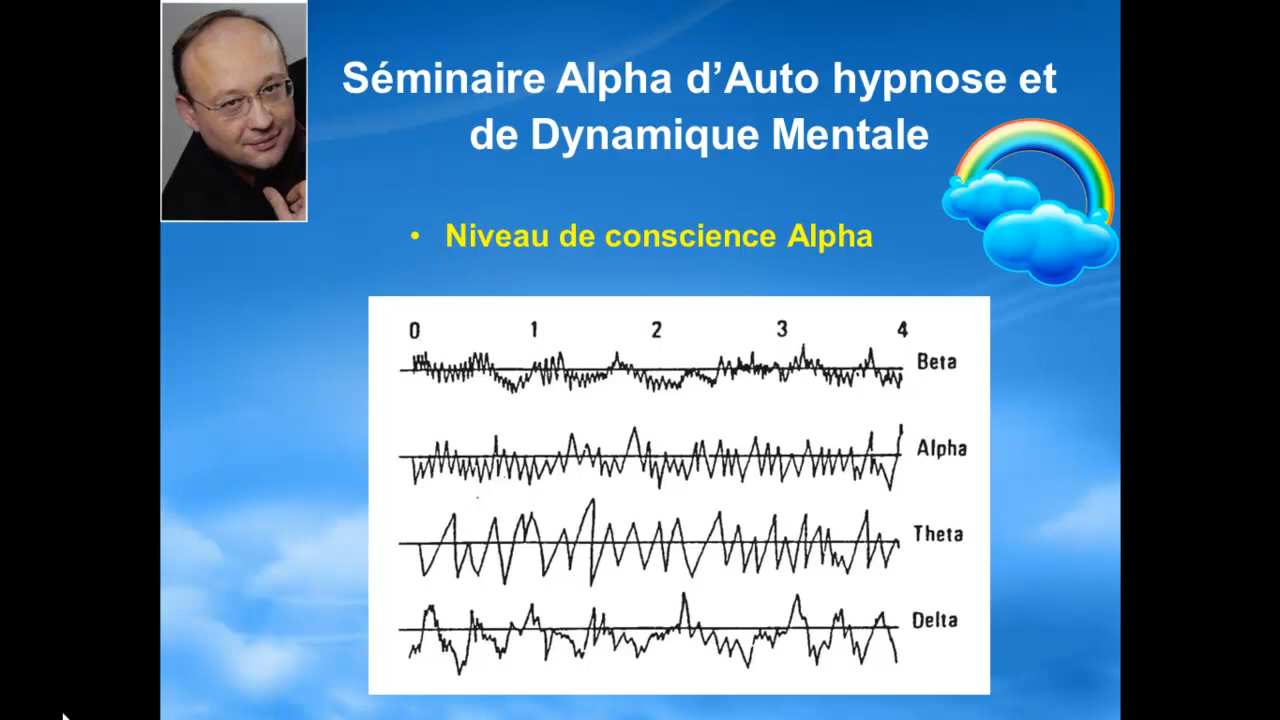 Séminaire Alpha d’Auto hypnose et
de Dynamique Mentale
• Niveau de conscience Alpha
0 1 2 3 4
Beta
Alpha
Theta
Delta